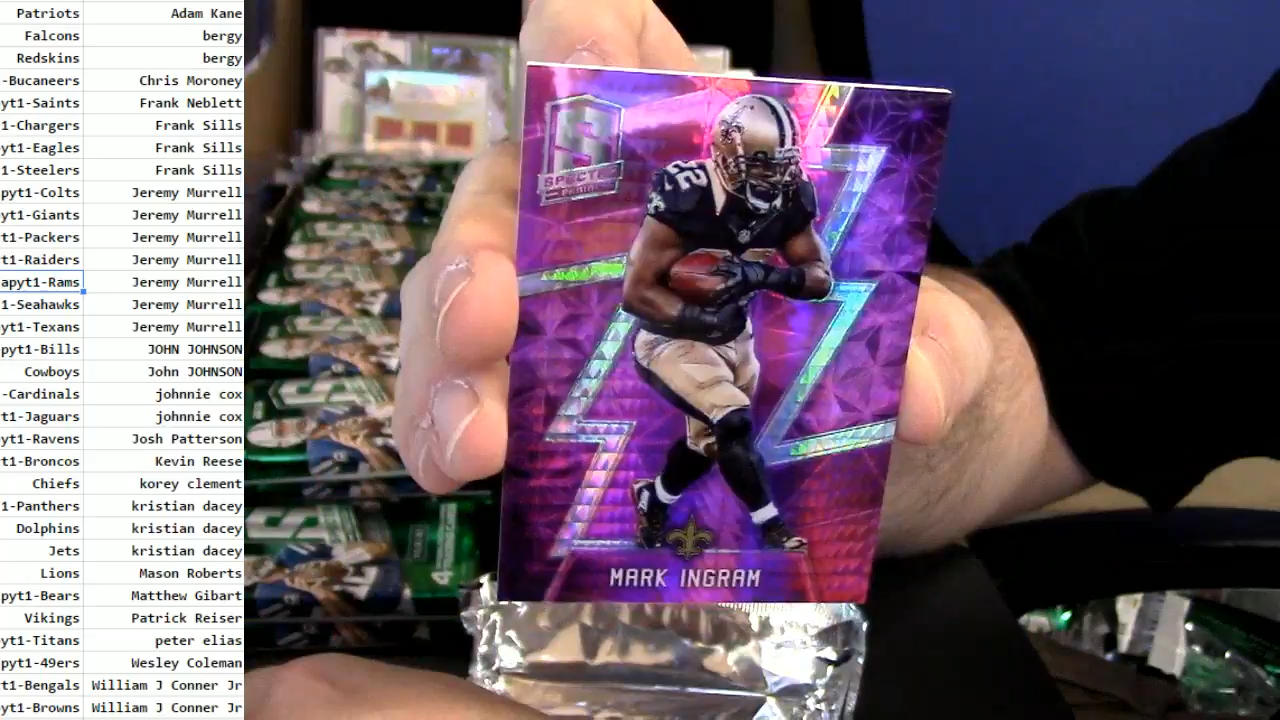 Patriots Adam Kane
Falcons bergy
Redskins bergy
-Bucaneers Chris Moroney
yt1-Saints Frank Neblett
1-Chargers Frank Sills
yt1-Eagles Frank Sills
1-Steelers Frank Sills
pyt1-Colts Jeremy Murrell
yt1-Giants Jeremy Murrell
t1-Packers Jeremy Murrell
t1-Raiders Jeremy Murrell
apyt1-Rams Jeremy Murrell
1-Seahawks Jeremy Murrell
yt1-Texans Jeremy Murrell
pyt1-Bills JOHN JOHNSON
Cowboys John JOHNSON
-Cardinals johnnie cox
t1-Jaguars johnnie cox
yt1-Ravens Josh Patterson
t1-Broncos Kevin Reese
Chiefs korey clement
1-Panthers kristian dacey
Dolphins kristian dacey
Jets kristian dacey
Lions Mason Roberts
pyt1-Bears Matthew Gibart
Vikings Patrick Reiser
yt1-Titans peter elias
pyt1-49ers Wesley Coleman
t1-Bengals William J Conner Jr
yt1-Browns William J Conner Jr
S
SPECTRA
PANINI
22
MARK INGRAM
4